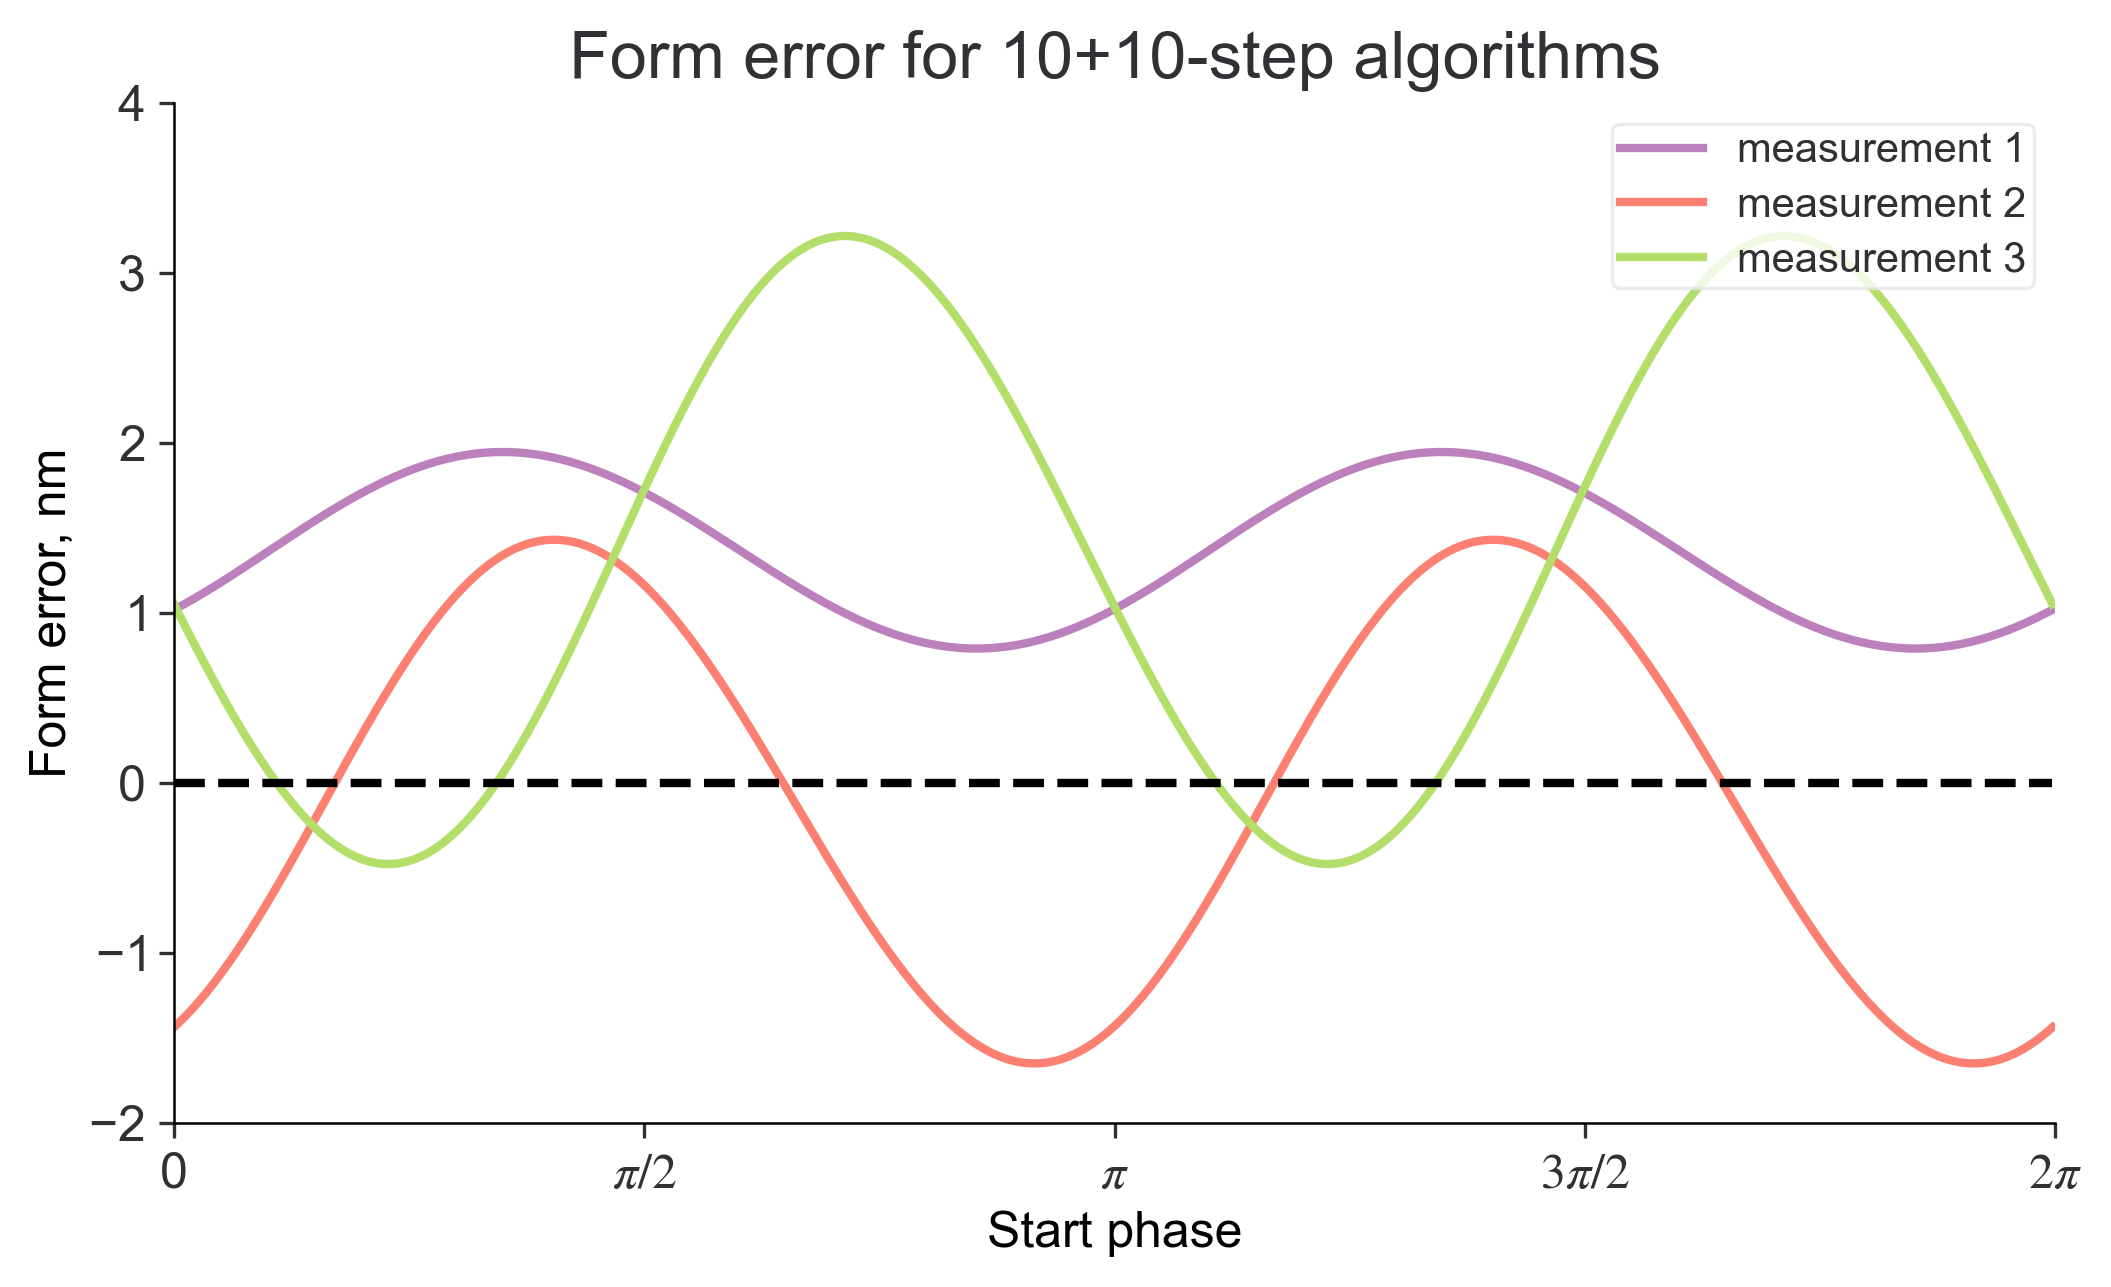 Form error for 10+10-step algorithms
4
3
2
1
0
−1
−2
Form error, nm
measurement 1
measurement 2
measurement 3
0 π/2 π 3π/2 2π
Start phase